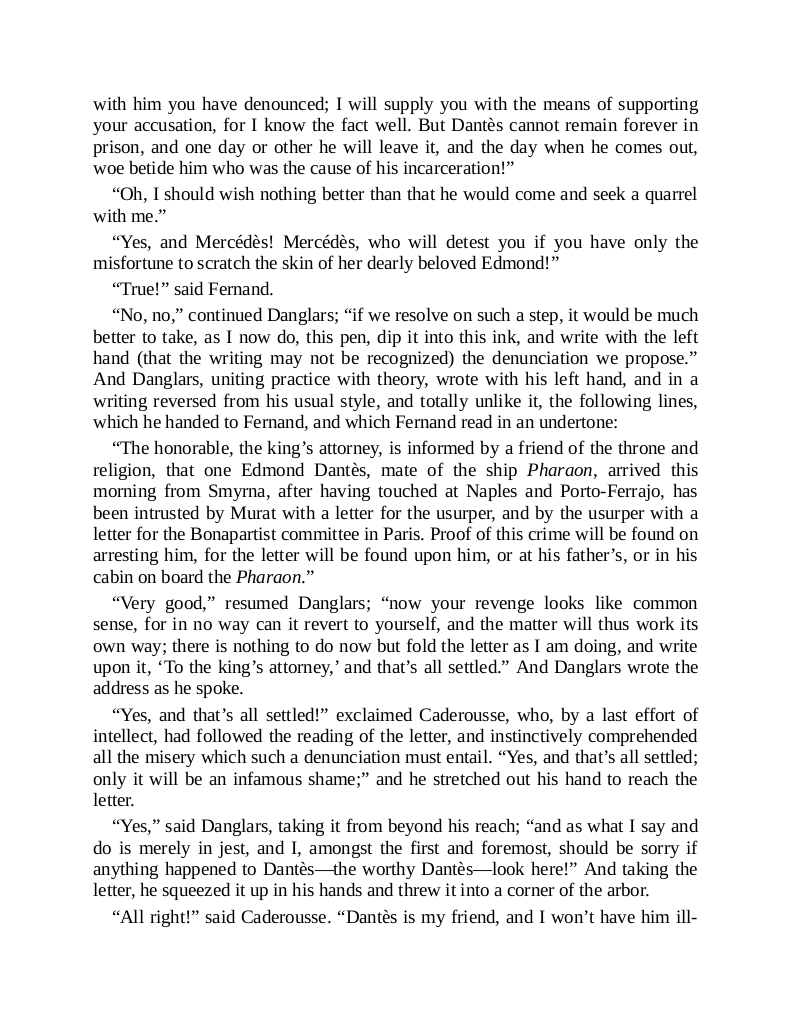 with him you have denounced; I will supply you with the means of supporting
your accusation, for I know the fact well. But Dantès cannot remain forever in
prison, and one day or other he will leave it, and the day when he comes out,
woe betide him who was the cause of his incarceration!”
“Oh, I should wish nothing better than that he would come and seek a quarrel
with me.”
“Yes, and Mercédès! Mercédès, who will detest you if you have only the
misfortune to scratch the skin of her dearly beloved Edmond!”
“True!” said Fernand.
“No, no,” continued Danglars; “if we resolve on such a step, it would be much
better to take, as I now do, this pen, dip it into this ink, and write with the left
hand (that the writing may not be recognized) the denunciation we propose.”
And Danglars, uniting practice with theory, wrote with his left hand, and in a
writing reversed from his usual style, and totally unlike it, the following lines,
which he handed to Fernand, and which Fernand read in an undertone:
“The honorable, the king’s attorney, is informed by a friend of the throne and
religion, that one Edmond Dantès, mate of the ship Pharaon, arrived this
morning from Smyrna, after having touched at Naples and Porto-Ferrajo, has
been intrusted by Murat with a letter for the usurper, and by the usurper with a
letter for the Bonapartist committee in Paris. Proof of this crime will be found on
arresting him, for the letter will be found upon him, or at his father’s, or in his
cabin on board the Pharaon.”
“Very good,” resumed Danglars; “now your revenge looks like common
sense, for in no way can it revert to yourself, and the matter will thus work its
own way; there is nothing to do now but fold the letter as I am doing, and write
upon it, ‘To the king’s attorney,’ and that’s all settled.” And Danglars wrote the
address as he spoke.
“Yes, and that’s all settled!” exclaimed Caderousse, who, by a last effort of
intellect, had followed the reading of the letter, and instinctively comprehended
all the misery which such a denunciation must entail. “Yes, and that’s all settled;
only it will be an infamous shame;” and he stretched out his hand to reach the
letter.
“Yes,” said Danglars, taking it from beyond his reach; “and as what I say and
do is merely in jest, and I, amongst the first and foremost, should be sorry if
anything happened to Dantès—the worthy Dantès—look here!” And taking the
letter, he squeezed it up in his hands and threw it into a corner of the arbor.
“All right!” said Caderousse. “Dantès is my friend, and I won’t have him ill-